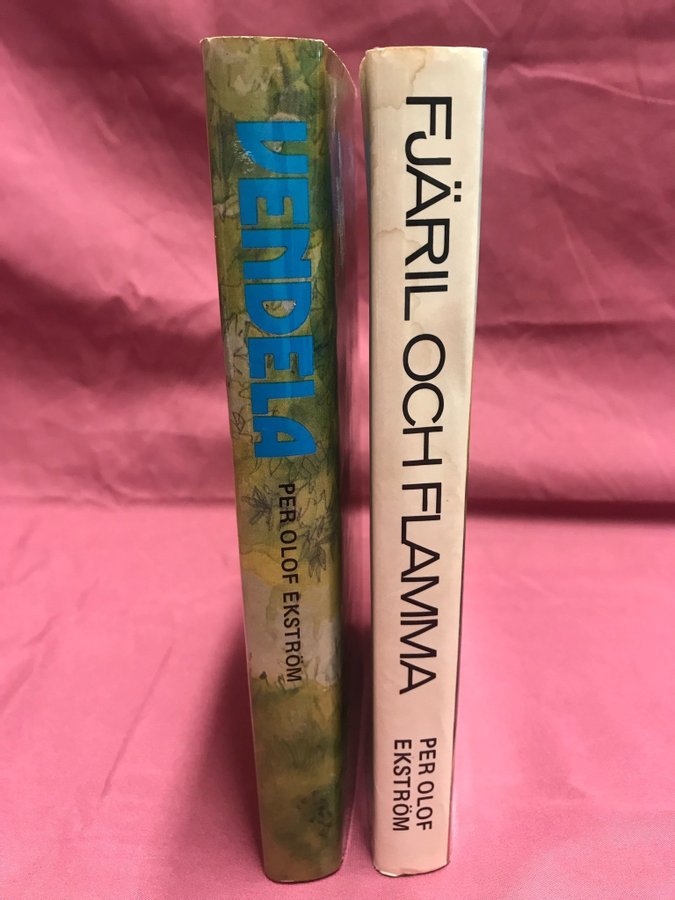 VENDELA
PER OLOF EKSTRÖM
FJÄRIL OCH FLAMMA
PER OLOF
EKSTRÖM